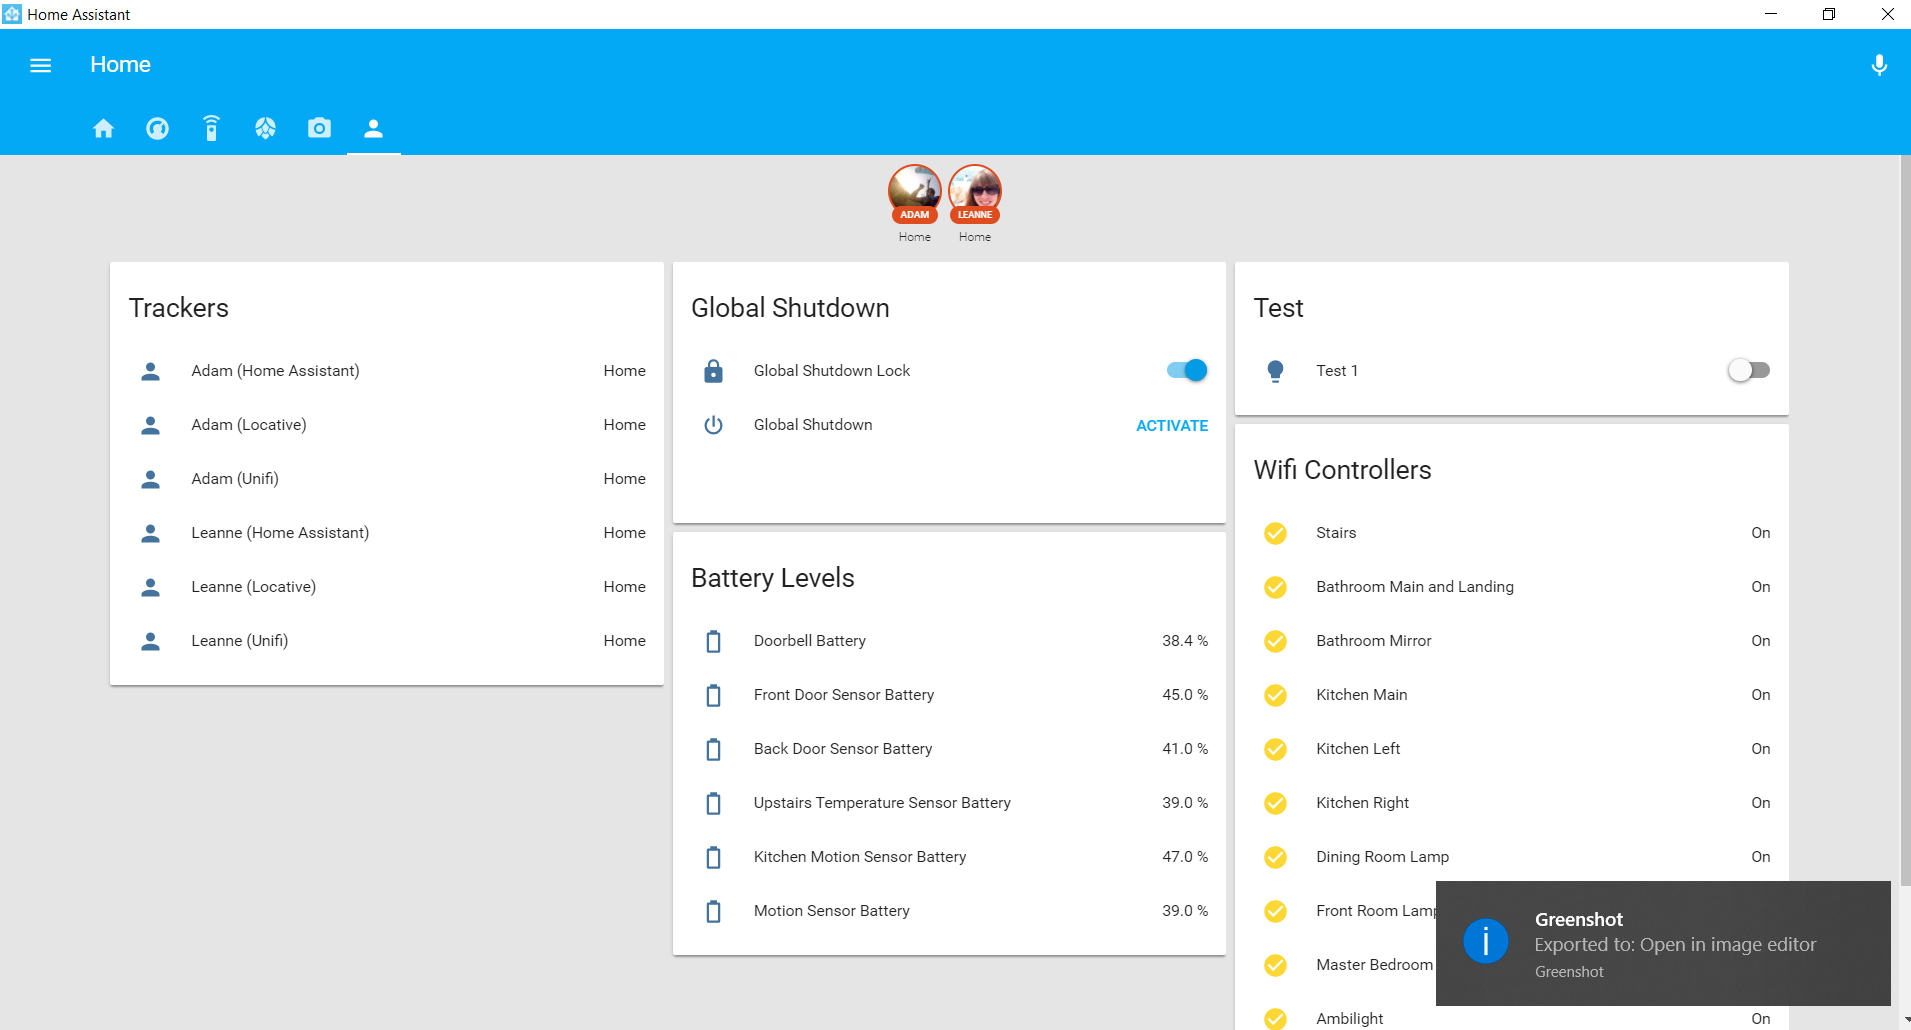 Home Assistant
Home
ADAM
LEANNE
Home
Home
Trackers
Adam (Home Assistant) Home
Adam (Locative) Home
Adam (Unifi) Home
Leanne (Home Assistant) Home
Leanne (Locative) Home
Leanne (Unifi) Home
Global Shutdown
Global Shutdown Lock
Global Shutdown ACTIVATE
Battery Levels
Doorbell Battery 38.4 %
Front Door Sensor Battery 45.0 %
Back Door Sensor Battery 41.0 %
Upstairs Temperature Sensor Battery 39.0 %
Kitchen Motion Sensor Battery 47.0 %
Motion Sensor Battery 39.0 %
Test
Test 1
Wifi Controllers
Stairs On
Bathroom Main and Landing On
Bathroom Mirror On
Kitchen Main On
Kitchen Left On
Kitchen Right On
Dining Room Lamp On
Front Room Lamp
Master Bedroom
Ambilight On
Greenshot
Exported to: Open in image editor
Greenshot